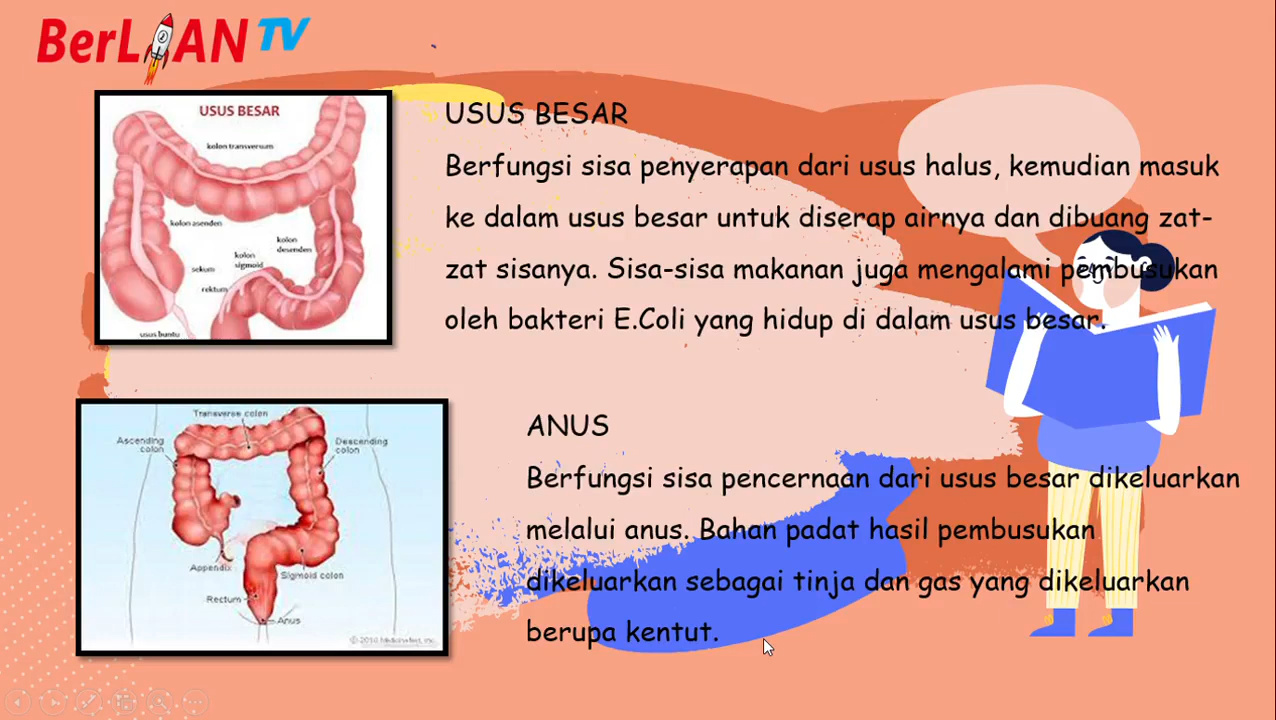 BerLIAN TV
USUS BESAR
kolon transversum
kolon asenden
kolon
desenden
kolon
sigmoid
sekum
rektum
usus buntu
USUS BESAR
Berfungsi sisa penyerapan dari usus halus, kemudian masuk
ke dalam usus besar untuk diserap airnya dan dibuang zat-
zat sisanya. Sisa-sisa makanan juga mengalami pembusukan
oleh bakteri E.Coli yang hidup di dalam usus besar.
Transverse colon
Ascending
colon
Descending
colon
Appendix
Sigmoid colon
Rectum
Anus
ANUS
Berfungsi sisa pencernaan dari usus besar dikeluarkan
melalui anus. Bahan padat hasil pembusukan
dikeluarkan sebagai tinja dan gas yang dikeluarkan
berupa kentut.